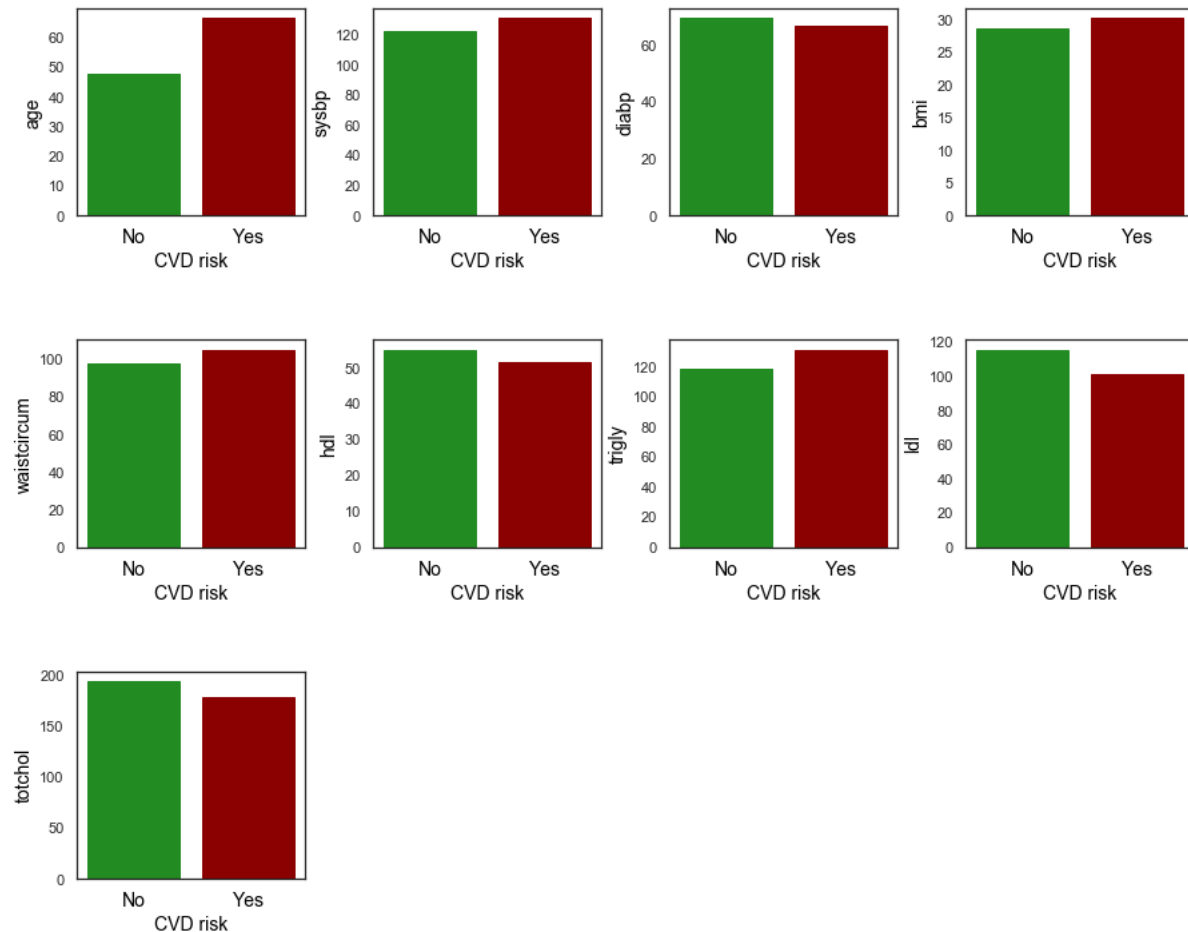 age
60
50
40
30
20
10
0
No Yes
CVD risk
sysbp
120
100
80
60
40
20
0
No Yes
CVD risk
diabp
60
40
20
0
No Yes
CVD risk
bmi
30
25
20
15
10
5
0
No Yes
CVD risk
waistcircum
100
80
60
40
20
0
No Yes
CVD risk
hdl
50
40
30
20
10
0
No Yes
CVD risk
trigly
120
100
80
60
40
20
0
No Yes
CVD risk
ldl
120
100
80
60
40
20
0
No Yes
CVD risk
totchol
200
150
100
50
0
No Yes
CVD risk